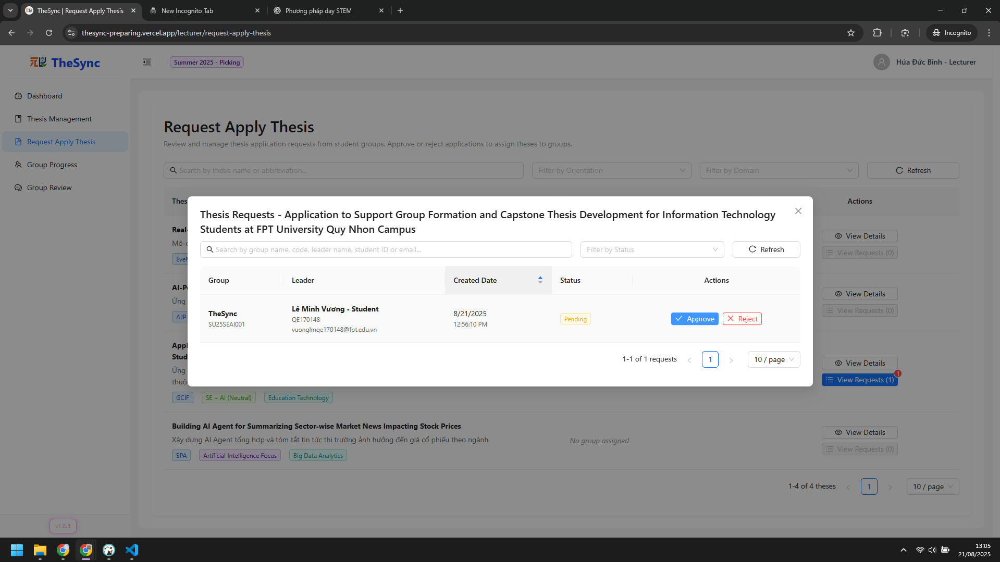 TheSync | Request Apply Thesis
New Incognito Tab
Phương pháp dạy STEM
thesync-preparing.vercel.app/lecturer/request-apply-thesis
Incognito
TheSync
Summer 2025 - Picking
Hứa Đức Bình - Lecturer
Dashboard
Thesis Management
Request Apply Thesis
Group Progress
Group Review
v1.0.3
Request Apply Thesis
Review and manage thesis application requests from student groups. Approve or reject applications to assign theses to groups.
Search by thesis name or abbreviation...
Filter by Orientation
Filter by Domain
Refresh
Thes
Actions
Real-
Mô-đ
EveM
View Details
View Requests (0)
AI-P
Ứng
AJP
View Details
View Requests (0)
Appl
Stud
Ứng
thuộ
GCIF
SE + AI (Neutral)
Education Technology
View Details
View Requests (1)
1
Building AI Agent for Summarizing Sector-wise Market News Impacting Stock Prices
Xây dựng AI Agent tổng hợp và tóm tắt tin tức thị trường ảnh hưởng đến giá cổ phiếu theo ngành
SPA
Artificial Intelligence Focus
Big Data Analytics
No group assigned
View Details
View Requests (0)
1-4 of 4 theses
1
10 / page
Thesis Requests - Application to Support Group Formation and Capstone Thesis Development for Information Technology
Students at FPT University Quy Nhon Campus
Search by group name, code, leader name, student ID or email...
Filter by Status
Refresh
Group
Leader
Created Date
Status
Actions
TheSync
SU25SEAI001
Lê Minh Vương - Student
QE170148
vuonglmqe170148@fpt.edu.vn
8/21/2025
12:56:10 PM
Pending
Approve
Reject
1-1 of 1 requests
1
10 / page
13:05
21/08/2025